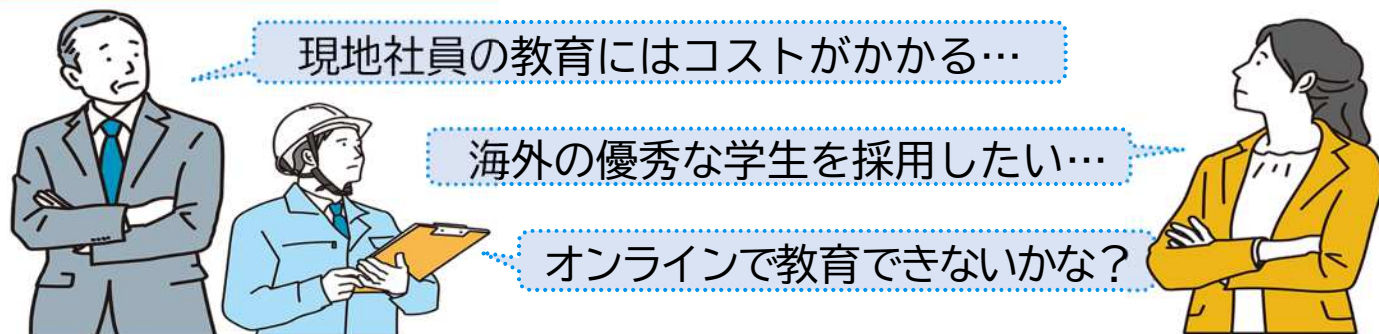 現地社員の教育にはコストがかかる…
海外の優秀な学生を採用したい…
オンラインで教育できないかな？